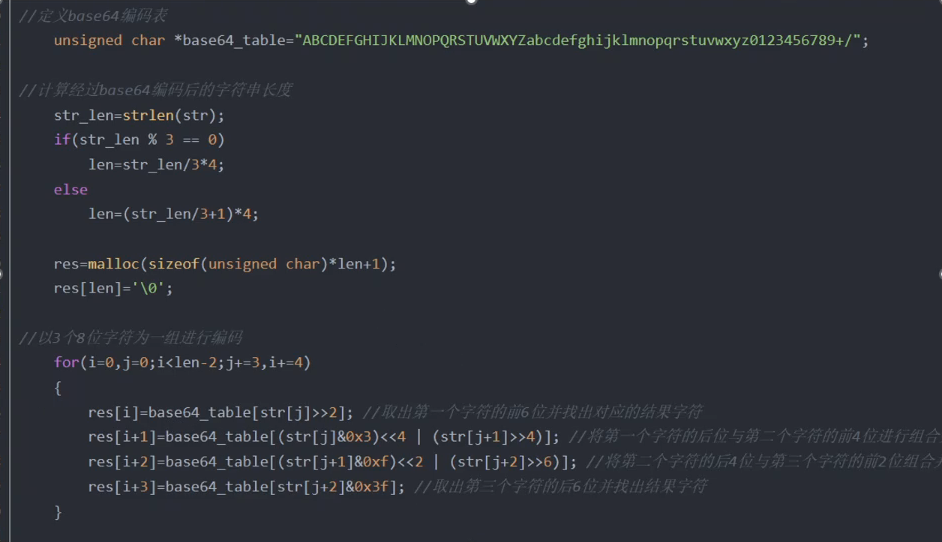 //定义base64编码表
unsigned char *base64_table="ABCDEFGHIJKLMNOPQRSTUVWXYZabcdefghijklmnopqrstuvwxyz0123456789+/";
//计算经过base64编码后的字符串长度
str_len=strlen(str);
if(str_len % 3 == 0)
len=str_len/3*4;
else
len=(str_len/3+1)*4;
res=malloc(sizeof(unsigned char)*len+1);
res[len]='\0';
//以3个8位字符为一组进行编码
for(i=0,j=0;i<len-2;j+=3,i+=4)
{
res[i]=base64_table[str[j]>>2]; //取出第一个字符的前6位并找出对应的结果字符
res[i+1]=base64_table[(str[j]&0x3)<<4 | (str[j+1]>>4)]; //将第一个字符的后位与第二个字符的前4位进行组合
res[i+2]=base64_table[(str[j+1]&0xf)<<2 | (str[j+2]>>6)]; //将第二个字符的后4位与第三个字符的前2位组合
res[i+3]=base64_table[str[j+2]&0x3f]; //取出第三个字符的后6位并找出结果字符
}